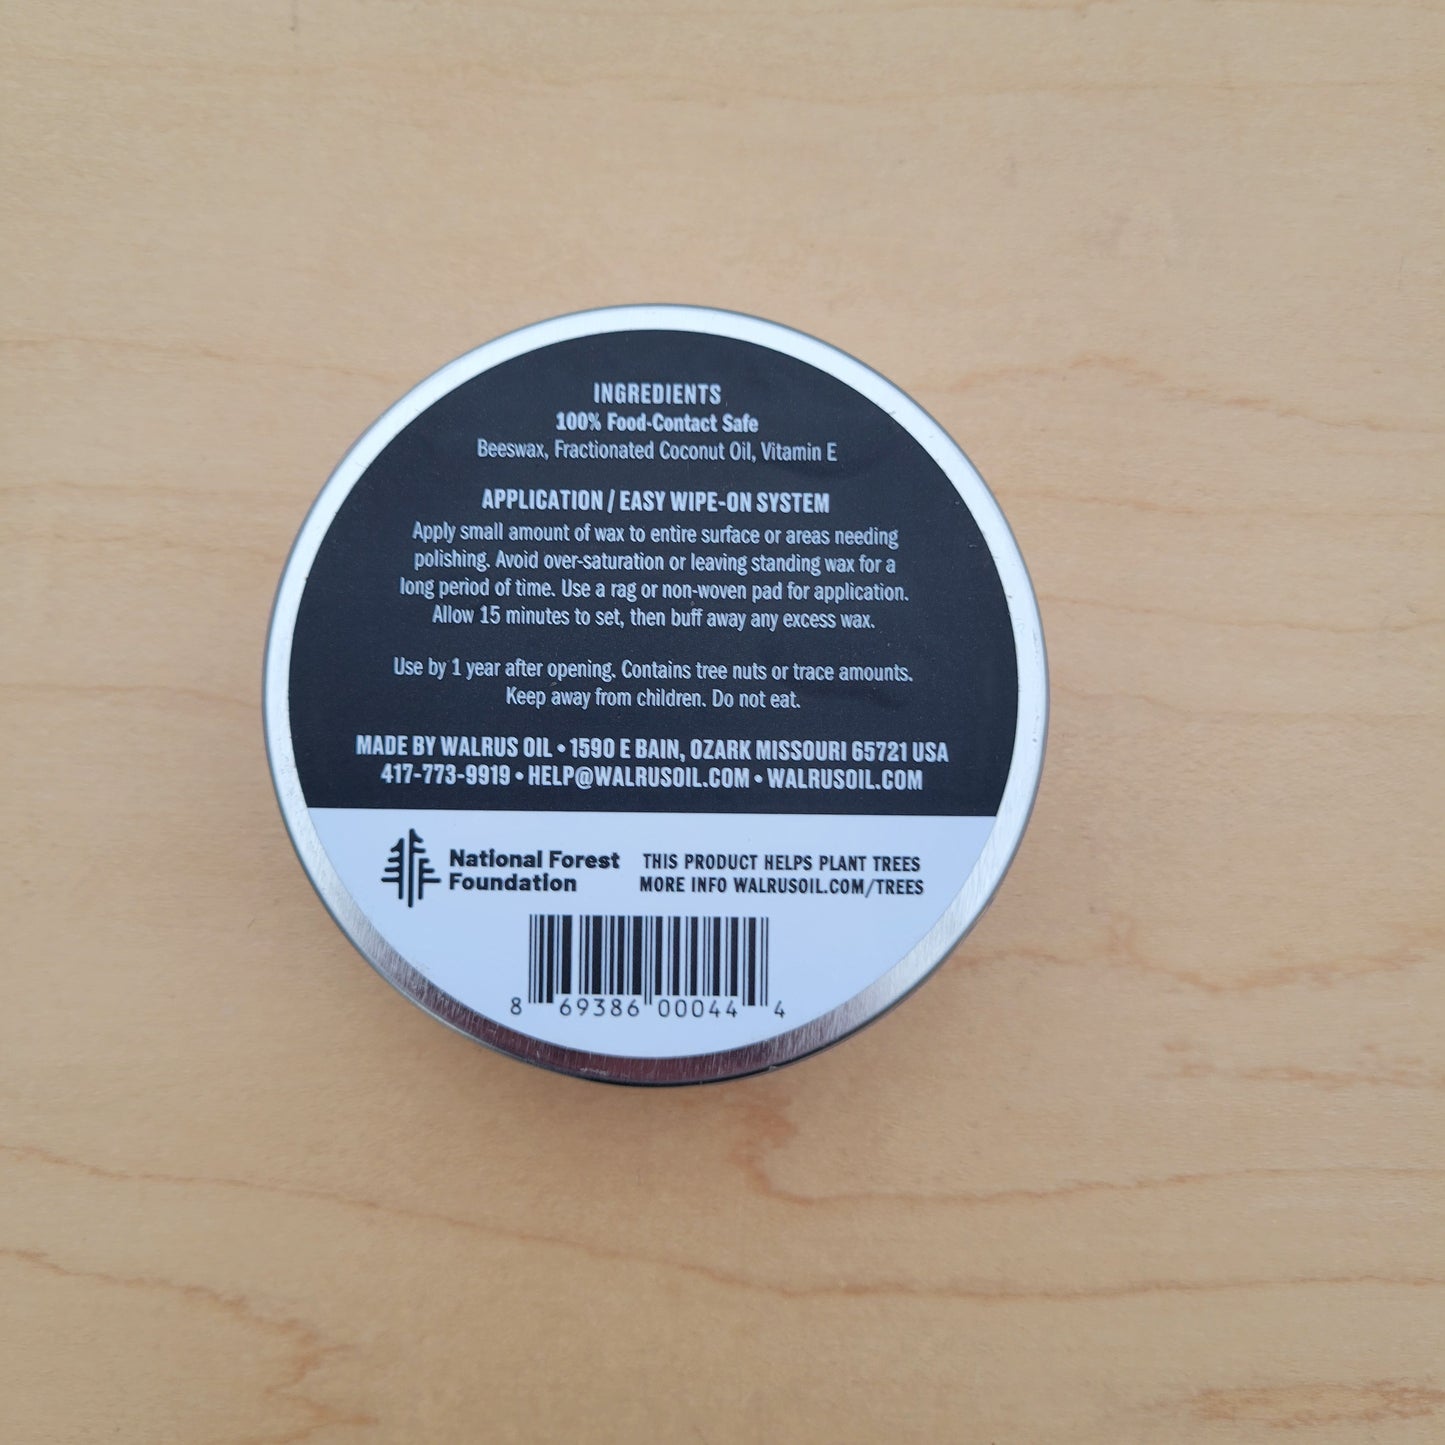 INGREDIENTS
100% Food-Contact Safe
Beeswax, Fractionated Coconut Oil, Vitamin E
APPLICATION / EASY WIPE-ON SYSTEM
Apply small amount of wax to entire surface or areas needing
polishing. Avoid over-saturation or leaving standing wax for a
long period of time. Use a rag or non-woven pad for application.
Allow 15 minutes to set, then buff away any excess wax.
Use by 1 year after opening. Contains tree nuts or trace amounts.
Keep away from children. Do not eat.
MADE BY WALRUS OIL • 1590 E BAIN, OZARK MISSOURI 65721 USA
417-773-9919 • HELP@WALRUSOIL.COM • WALRUSOIL.COM
National Forest
Foundation
THIS PRODUCT HELPS PLANT TREES
MORE INFO WALRUSOIL.COM/TREES
8 69386 00044 4